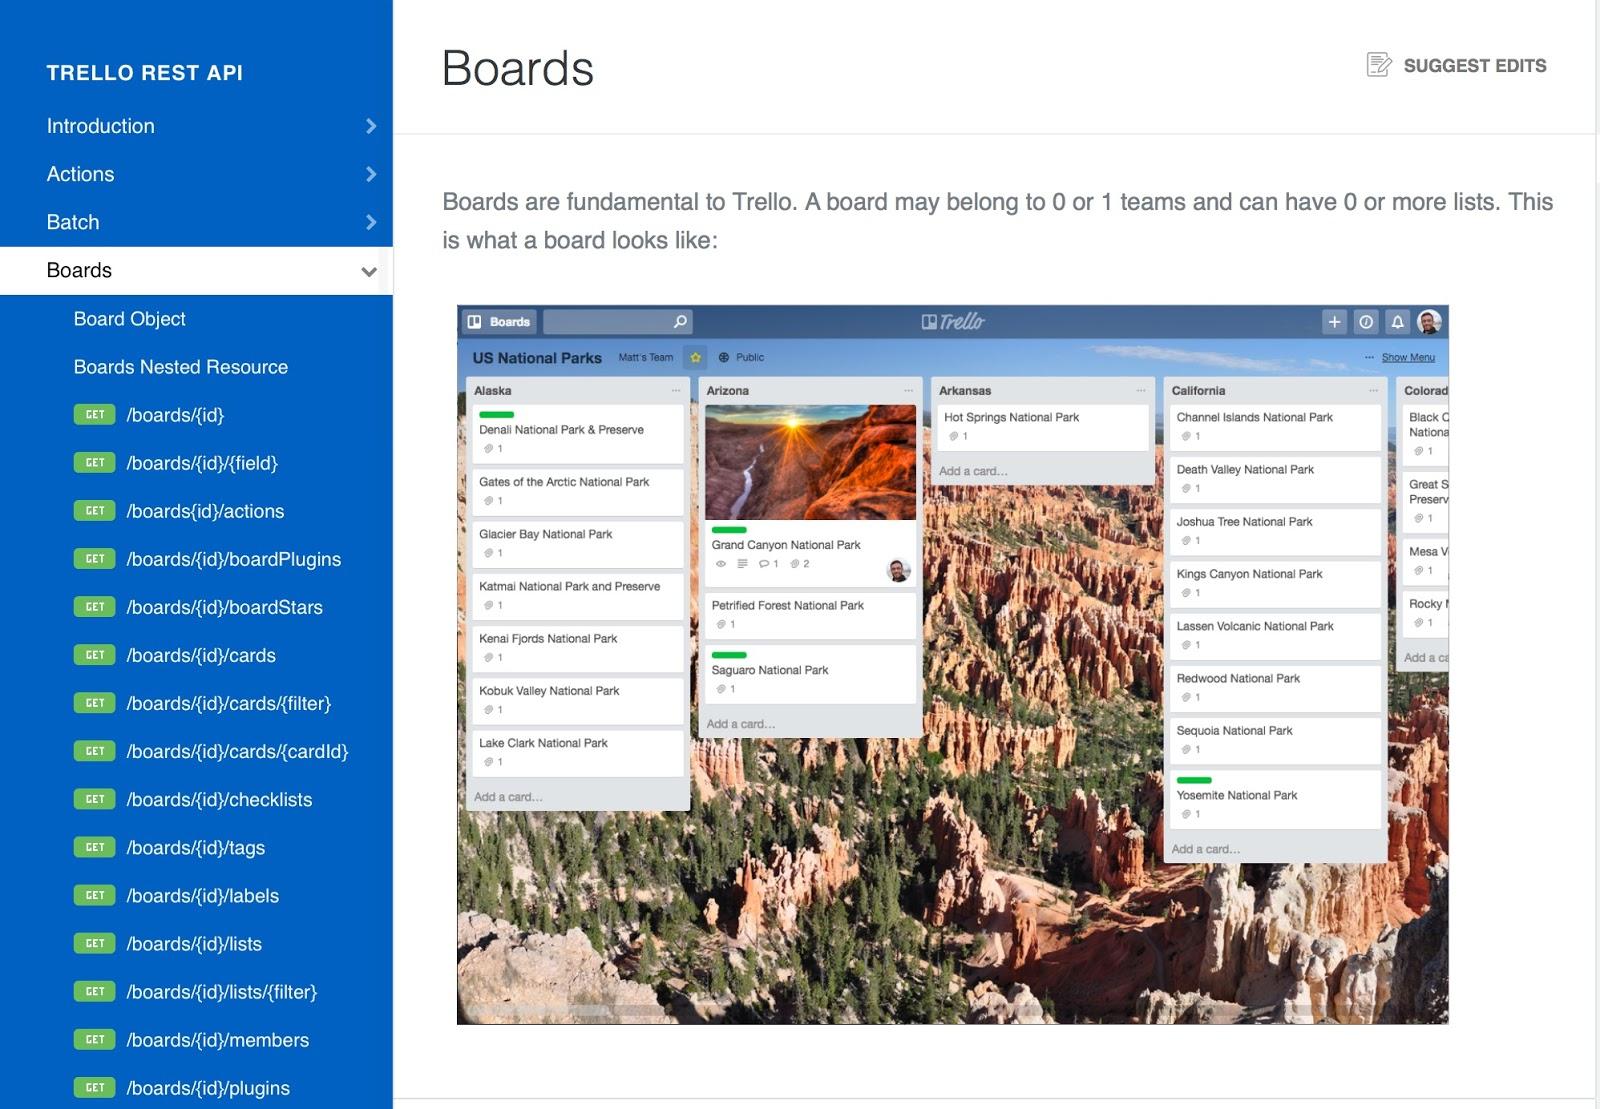 TRELLO REST API
Introduction
Actions
Batch
Boards
Board Object
Boards Nested Resource
GET /boards/{id}
GET /boards/{id}/{field}
GET /boards{id}/actions
GET /boards/{id}/boardPlugins
GET /boards/{id}/boardStars
GET /boards/{id}/cards
GET /boards/{id}/cards/{filter}
GET /boards/{id}/cards/{cardId}
GET /boards/{id}/checklists
GET /boards/{id}/tags
GET /boards/{id}/labels
GET /boards/{id}/lists
GET /boards/{id}/lists/{filter}
GET /boards/{id}/members
GET /boards/{id}/plugins
Boards
SUGGEST EDITS
Boards are fundamental to Trello. A board may belong to 0 or 1 teams and can have 0 or more lists. This
is what a board looks like:
Boards
Trello
US National Parks Matt's Team Public
... Show Menu
Alaska ...
Denali National Park & Preserve
1
Gates of the Arctic National Park
1
Glacier Bay National Park
1
Katmai National Park and Preserve
1
Kenai Fjords National Park
1
Kobuk Valley National Park
1
Lake Clark National Park
1
Add a card...
Arizona ...
Grand Canyon National Park
1 2
Petrified Forest National Park
1
Saguaro National Park
1
Add a card...
Arkansas ...
Hot Springs National Park
1
Add a card...
California ...
Channel Islands National Park
1
Death Valley National Park
1
Joshua Tree National Park
1
Kings Canyon National Park
1
Lassen Volcanic National Park
1
Redwood National Park
1
Sequoia National Park
1
Yosemite National Park
1
Add a card...
Colorad
Black C
Nationa
1
Great S
Preserv
1
Mesa V
1
Rocky M
1
Add a ca